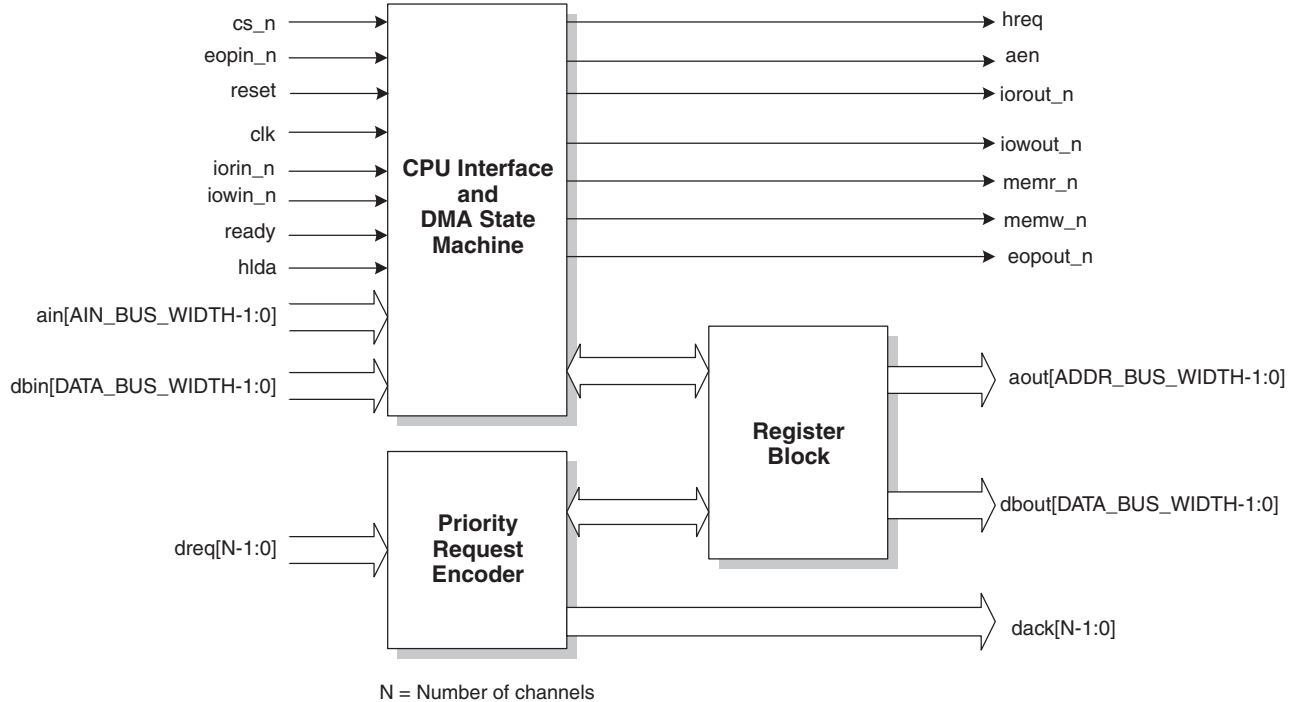 cs_n
eopin_n
reset
clk
iorin_n
iowin_n
ready
hlda
ain[AIN_BUS_WIDTH-1:0]
dbin[DATA_BUS_WIDTH-1:0]
CPU Interface
and
DMA State
Machine
hreq
aen
iorout_n
iowout_n
memr_n
memw_n
eopout_n
Register
Block
aout[ADDR_BUS_WIDTH-1:0]
dbout[DATA_BUS_WIDTH-1:0]
dreq[N-1:0]
Priority
Request
Encoder
dack[N-1:0]
N = Number of channels